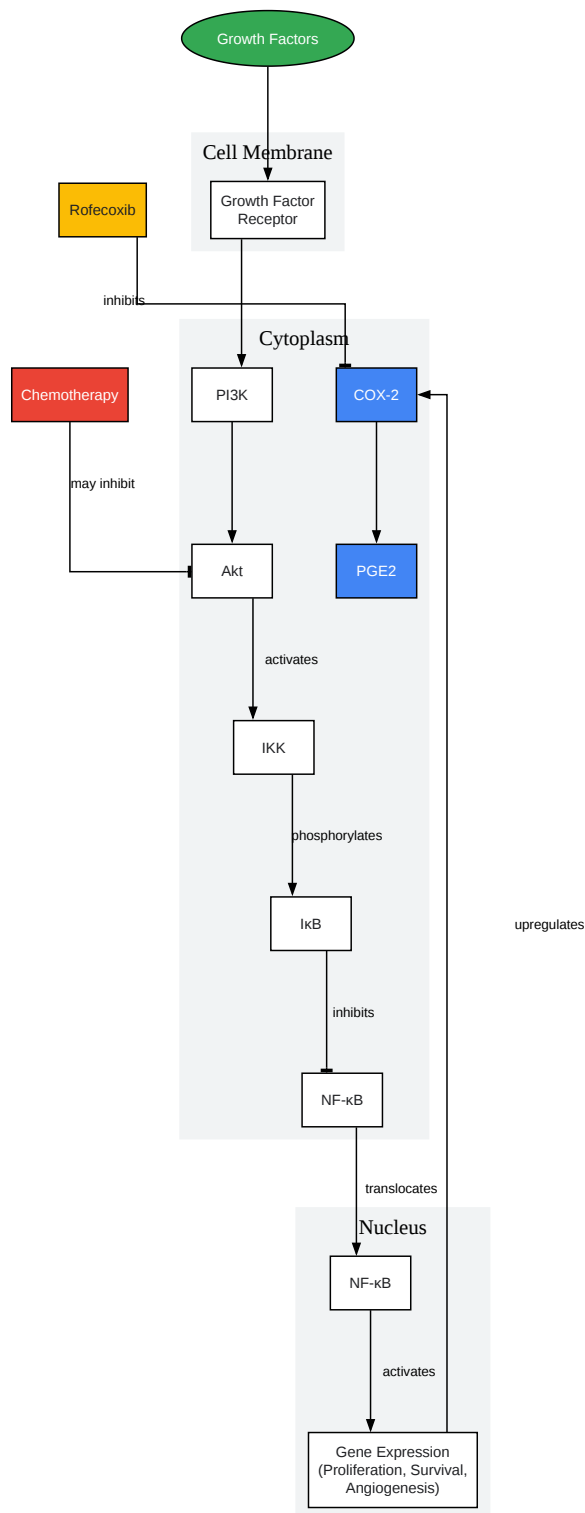 Growth Factors
Cell Membrane
Growth Factor
Receptor
Rofecoxib
inhibits
Cytoplasm
PI3K
COX-2
Chemotherapy
may inhibit
Akt
PGE2
activates
IKK
phosphorylates
IκB
upregulates
inhibits
NF-κB
translocates
Nucleus
NF-κB
activates
Gene Expression
(Proliferation, Survival,
Angiogenesis)